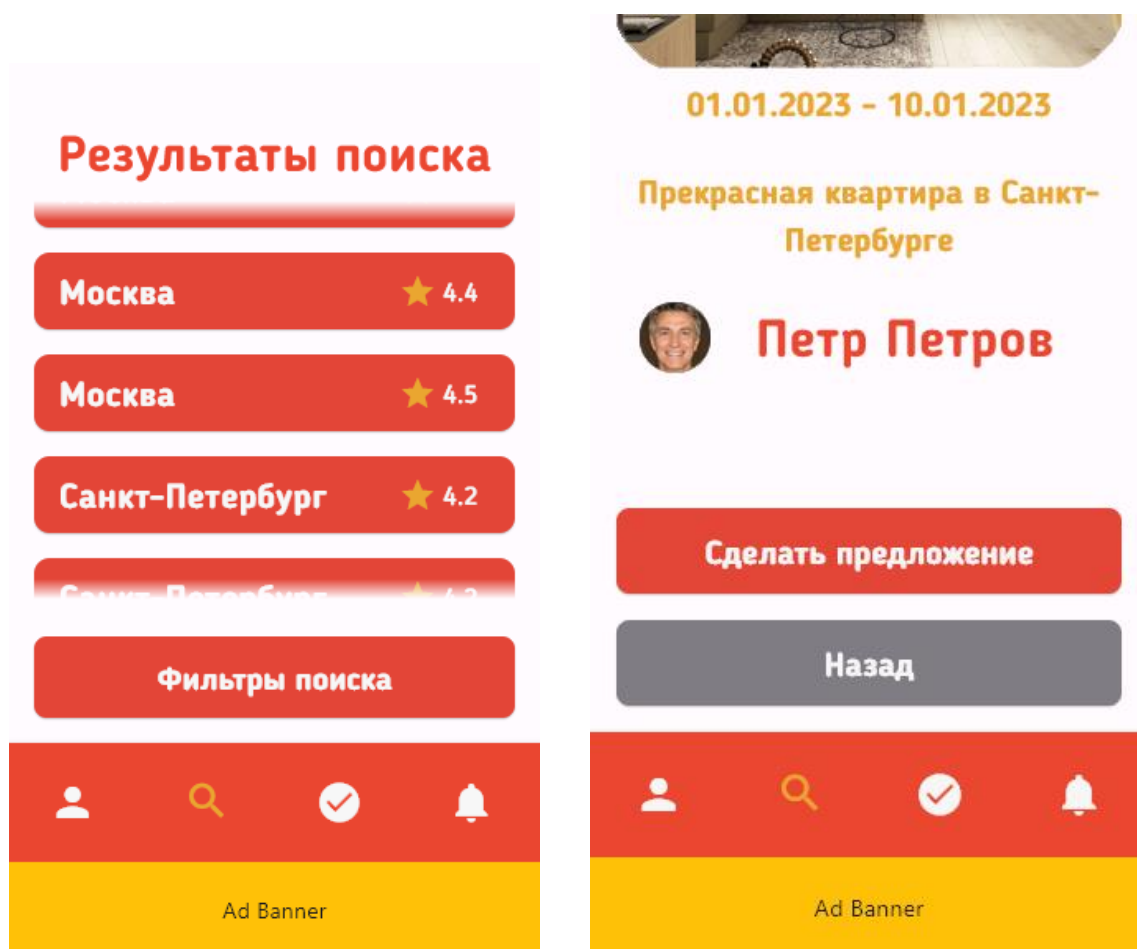 Результаты поиска
Москва 4.4
Москва 4.5
Санкт-Петербург 4.2
Фильтры поиска
Ad Banner
01.01.2023 - 10.01.2023
Прекрасная квартира в Санкт-
Петербурге
Петр Петров
Сделать предложение
Назад
Ad Banner